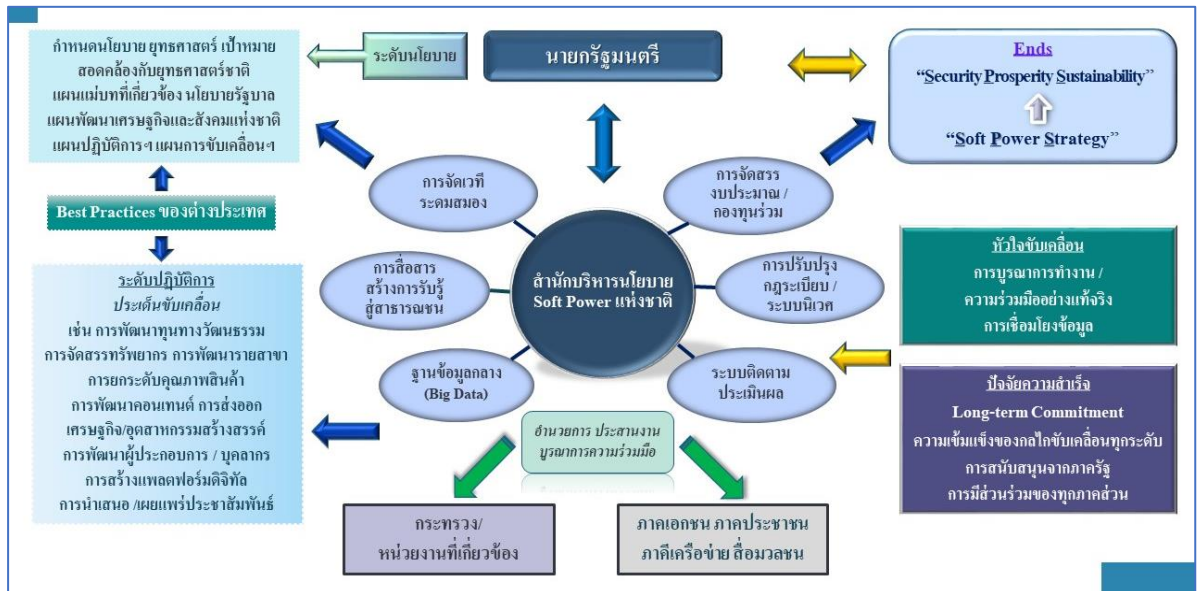 กำหนดนโยบาย ยุทธศาสตร์ เป้าหมาย
สอดคล้องกับยุทธศาสตร์ชาติ
แผนแม่บทที่เกี่ยวข้อง นโยบายรัฐบาล
แผนพัฒนาเศรษฐกิจและสังคมแห่งชาติ
แผนปฏิบัติการฯ แผนการขับเคลื่อนฯ
ระดับนโยบาย
นายกรัฐมนตรี
Ends
“Security Prosperity Sustainability”
“Soft Power Strategy”
Best Practices ของต่างประเทศ
ระดับปฏิบัติการ
ประเด็นขับเคลื่อน
เช่น การพัฒนาทุนทางวัฒนธรรม
การจัดสรรทรัพยากร การพัฒนารายสาขา
การยกระดับคุณภาพสินค้า
การพัฒนาคอนเทนต์ การส่งออก
เศรษฐกิจ/อุตสาหกรรมสร้างสรรค์
การพัฒนาผู้ประกอบการ / บุคลากร
การสร้างแพลตฟอร์มดิจิทัล
การนำเสนอ /เผยแพร่ประชาสัมพันธ์
การจัดเวที
ระดมสมอง
การจัดสรร
งบประมาณ /
กองทุนร่วม
การสื่อสาร
สร้างการรับรู้
สู่สาธารณชน
สำนักบริหารนโยบาย
Soft Power แห่งชาติ
การปรับปรุง
กฎระเบียบ /
ระบบนิเวศ
ฐานข้อมูลกลาง
(Big Data)
ระบบติดตาม
ประเมินผล
อำนวยการ ประสานงาน
บูรณาการความร่วมมือ
กระทรวง/
หน่วยงานที่เกี่ยวข้อง
ภาคเอกชน ภาคประชาชน
ภาคีเครือข่าย สื่อมวลชน
หัวใจขับเคลื่อน
การบูรณาการทำงาน /
ความร่วมมืออย่างแท้จริง
การเชื่อมโยงข้อมูล
ปัจจัยความสำเร็จ
Long-term Commitment
ความเข้มแข็งของกลไกขับเคลื่อนทุกระดับ
การสนับสนุนจากภาครัฐ
การมีส่วนร่วมของทุกภาคส่วน